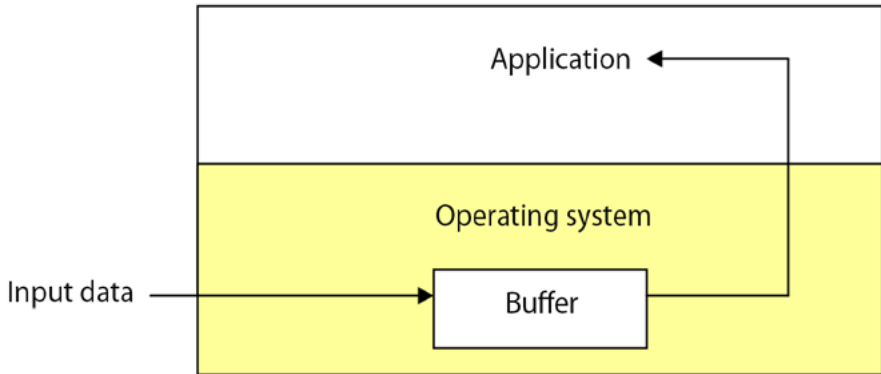 Application
Operating system
Input data
Buffer